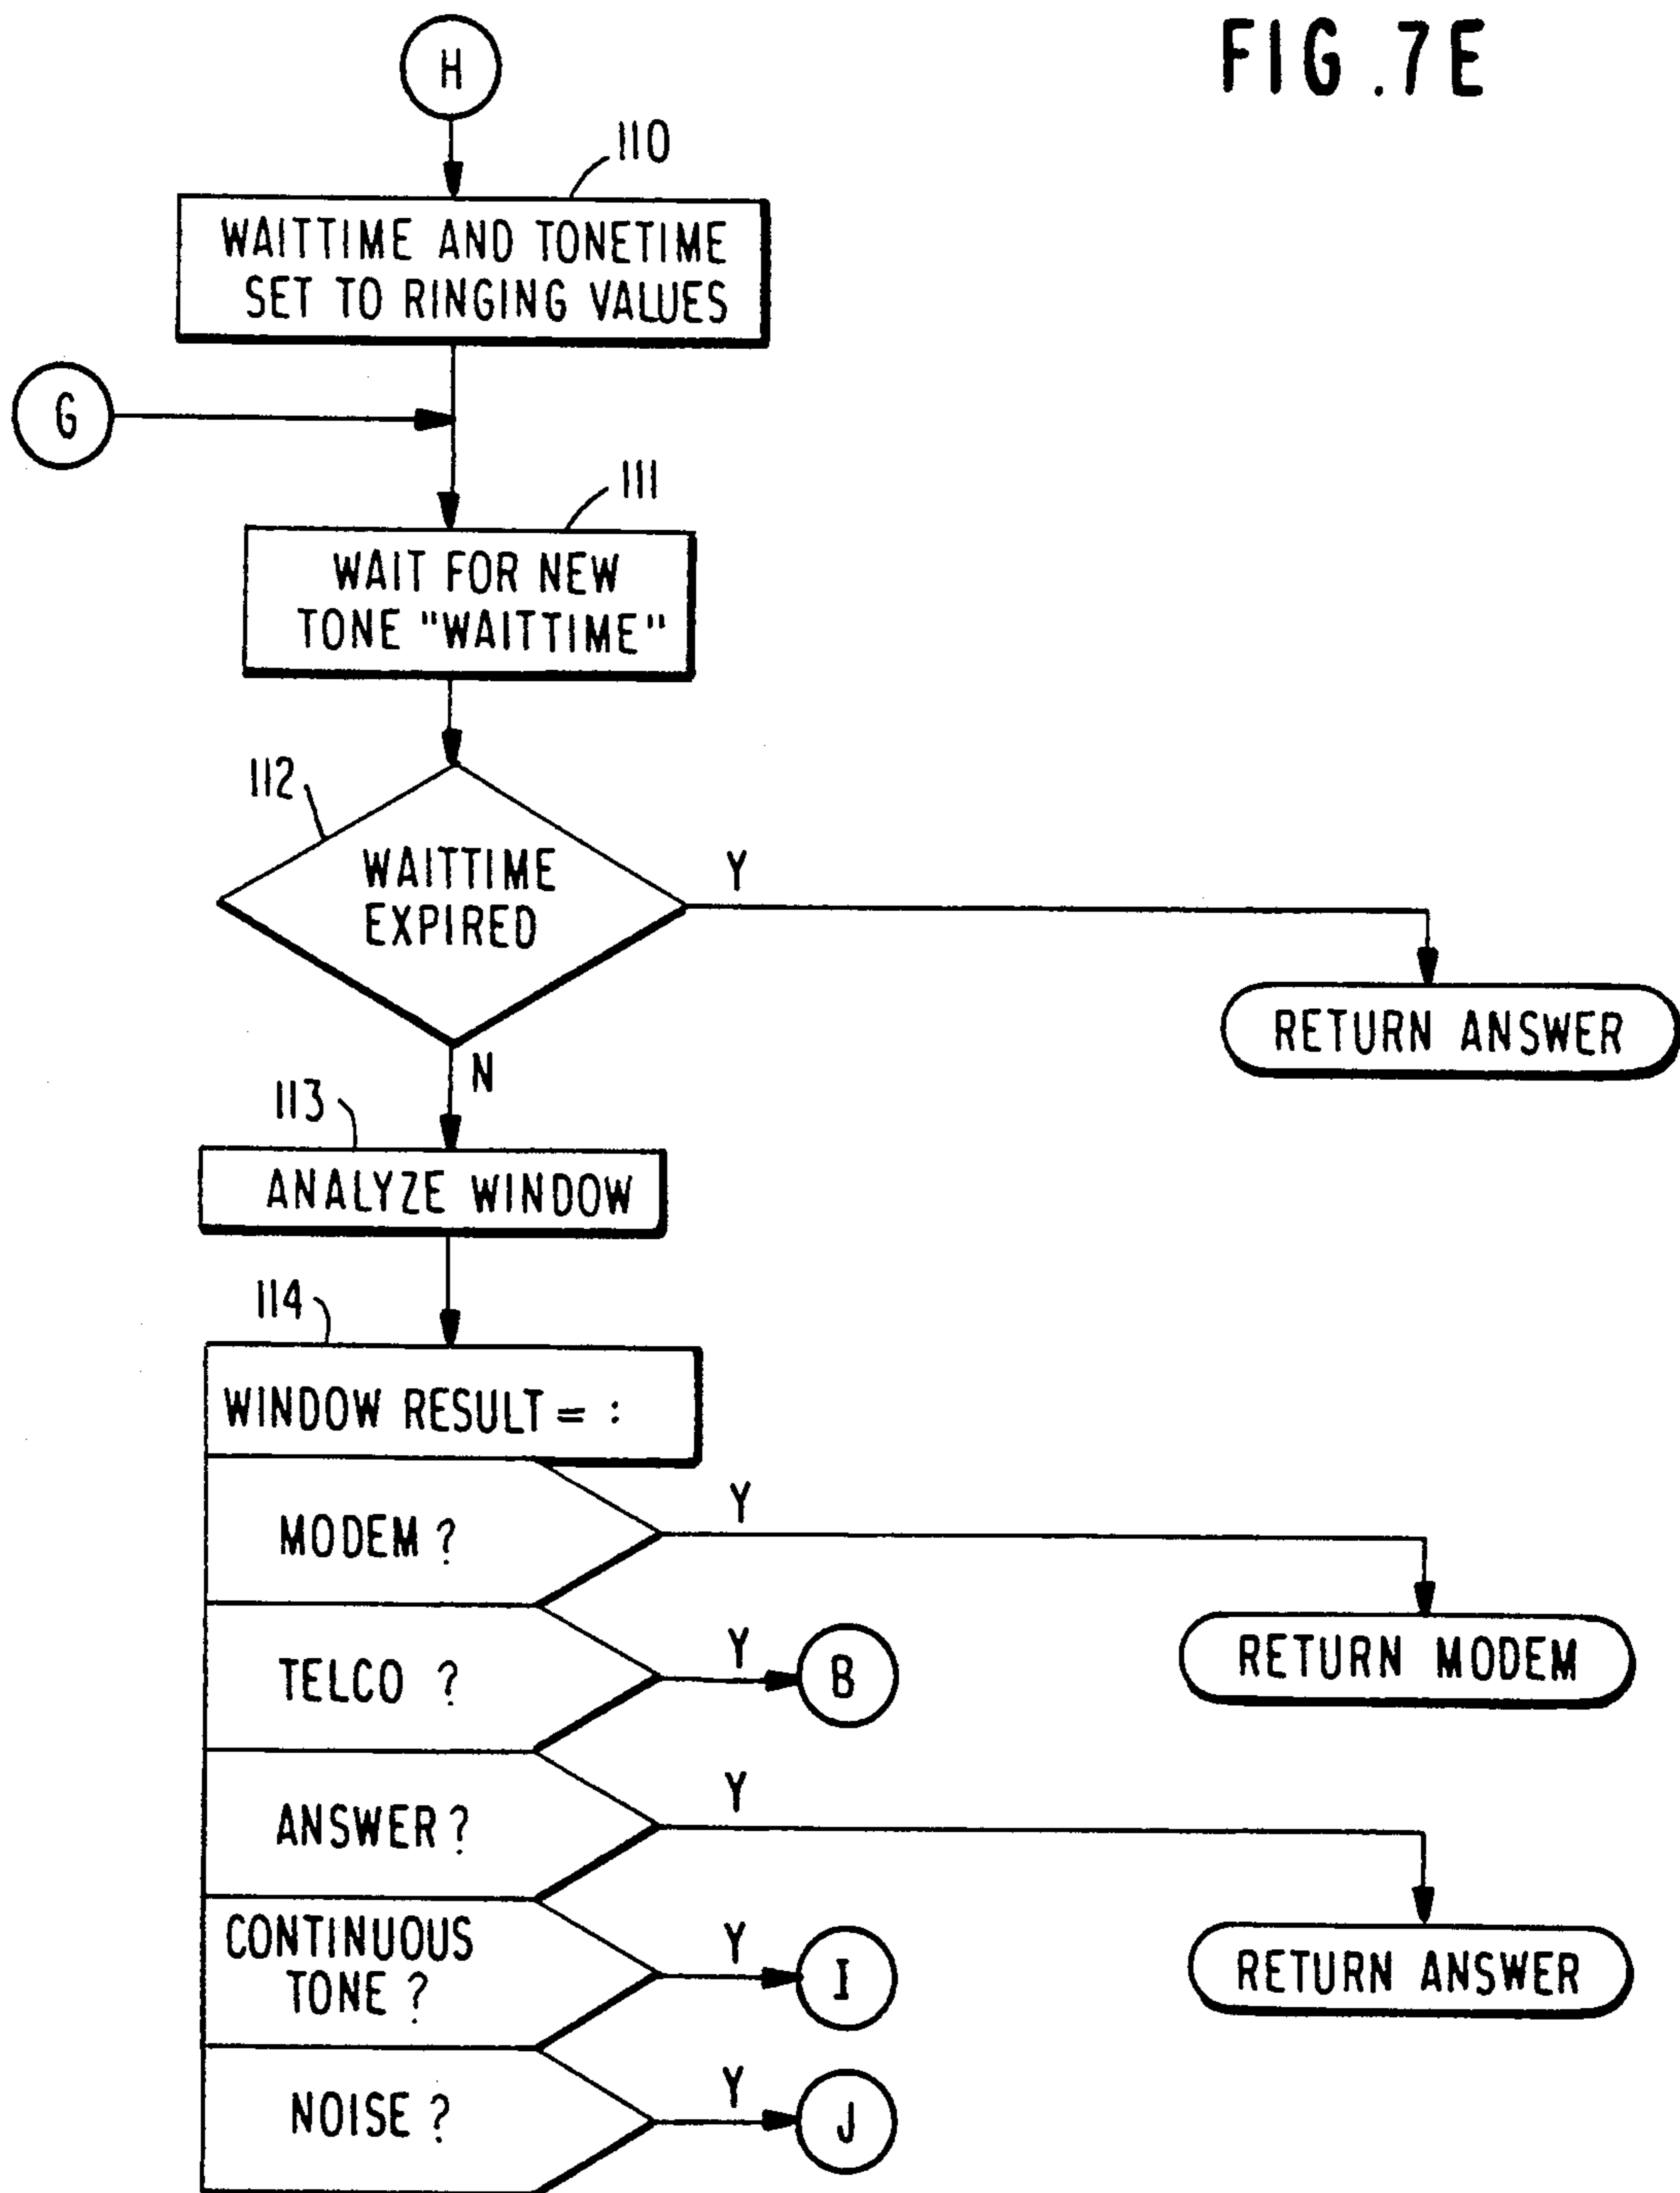 FIG.7E
H
110
WAITTIME AND TONETIME
SET TO RINGING VALUES
G
111
WAIT FOR NEW
TONE "WAITTIME"
112
WAITTIME
EXPIRED
Y
RETURN ANSWER
N
113
ANALYZE WINDOW
114
WINDOW RESULT = :
MODEM ?
Y
RETURN MODEM
TELCO ?
Y
B
ANSWER ?
Y
RETURN ANSWER
CONTINUOUS
TONE ?
Y
I
NOISE ?
Y
J